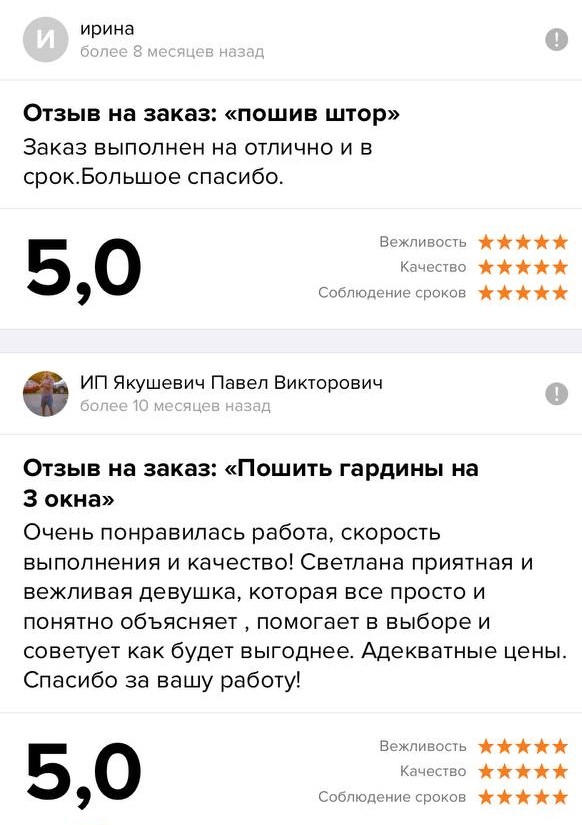 И
ирина
более 8 месяцев назад
!
Отзыв на заказ: «пошив штор»
Заказ выполнен на отлично и в
срок.Большое спасибо.
5,0
Вежливость
Качество
Соблюдение сроков
ИП Якушевич Павел Викторович
более 10 месяцев назад
!
Отзыв на заказ: «Пошить гардины на
3 окна»
Очень понравилась работа, скорость
выполнения и качество! Светлана приятная и
вежливая девушка, которая все просто и
понятно объясняет , помогает в выборе и
советует как будет выгоднее. Адекватные цены.
Спасибо за вашу работу!
5,0
Вежливость
Качество
Соблюдение сроков